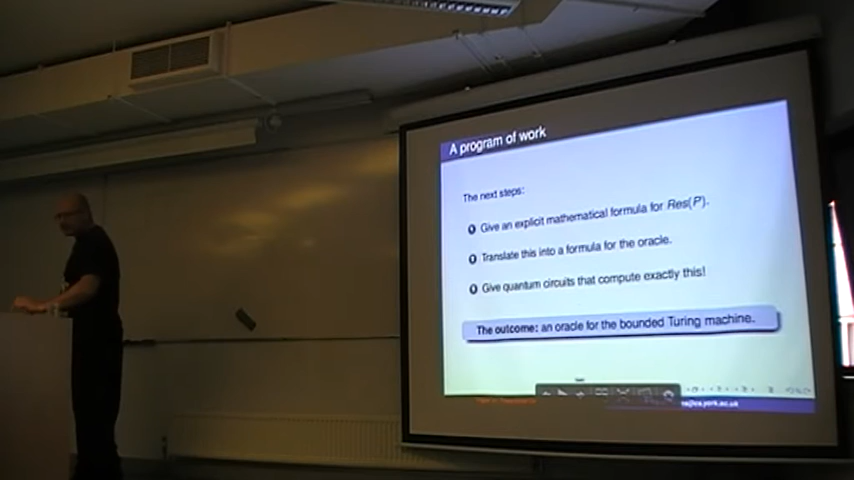 A program of work
The next steps:
Give an explicit mathematical formula for Res(P).
Translate this into a formula for the oracle.
Give quantum circuits that compute exactly this!
The outcome: an oracle for the bounded Turing machine.